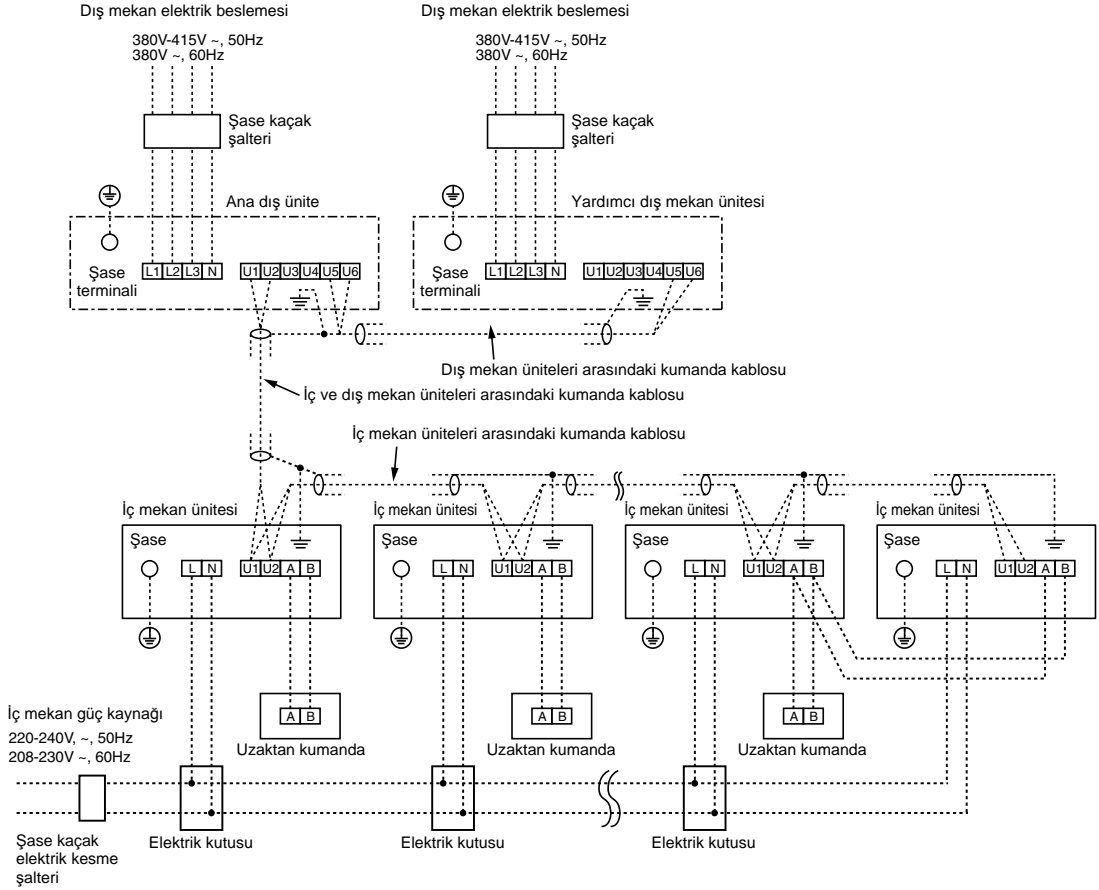 Dış mekan elektrik beslemesi
Dış mekan elektrik beslemesi
380V-415V ~, 50Hz
380V ~, 60Hz
380V-415V ~, 50Hz
380V ~, 60Hz
Şase kaçak
şalteri
Şase kaçak
şalteri
Ana dış ünite
Yardımcı dış mekan ünitesi
Şase
terminali
L1 L2 L3 N
U1 U2 U3 U4 U5 U6
Şase
terminali
L1 L2 L3 N
U1 U2 U3 U4 U5 U6
Dış mekan üniteleri arasındaki kumanda kablosu
İç ve dış mekan üniteleri arasındaki kumanda kablosu
İç mekan üniteleri arasındaki kumanda kablosu
İç mekan ünitesi
İç mekan ünitesi
İç mekan ünitesi
İç mekan ünitesi
Şase
Şase
Şase
Şase
L N
U1 U2 A B
L N
U1 U2 A B
L N
U1 U2 A B
L N
U1 U2 A B
A B
A B
A B
Uzaktan kumanda
Uzaktan kumanda
Uzaktan kumanda
İç mekan güç kaynağı
220-240V, ~, 50Hz
208-230V ~, 60Hz
Şase kaçak
elektrik kesme
şalteri
Elektrik kutusu
Elektrik kutusu
Elektrik kutusu